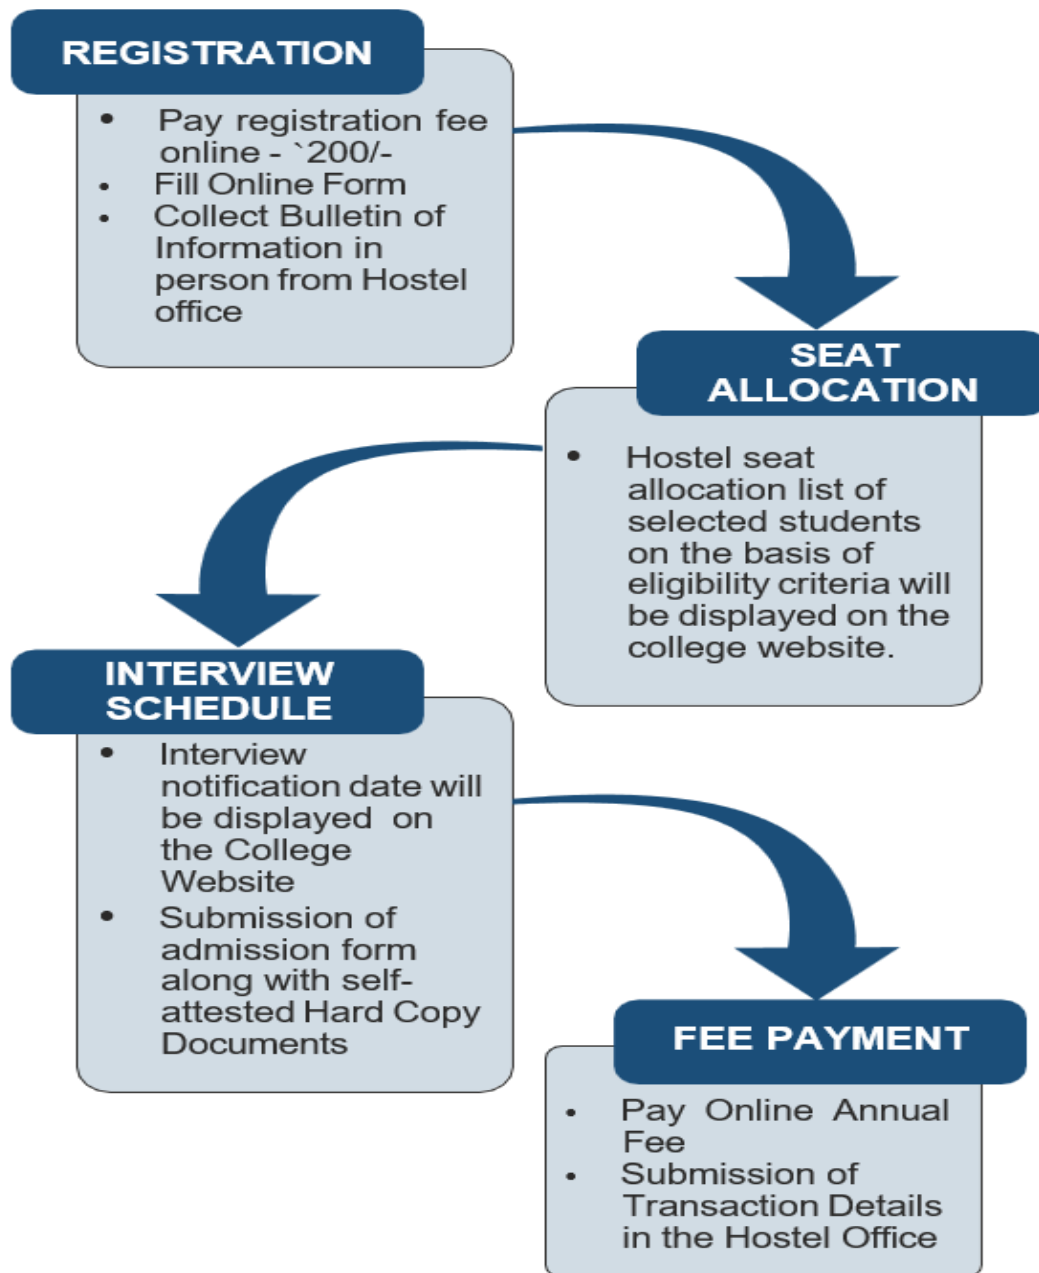 REGISTRATION
• Pay registration fee
online - `200/-
• Fill Online Form
• Collect Bulletin of
Information in
person from Hostel
office
SEAT
ALLOCATION
• Hostel seat
allocation list of
selected students
on the basis of
eligibility criteria will
be displayed on the
college website.
INTERVIEW
SCHEDULE
• Interview
notification date will
be displayed on
the College
Website
• Submission of
admission form
along with self-
attested Hard Copy
Documents
FEE PAYMENT
• Pay Online Annual
Fee
• Submission of
Transaction Details
in the Hostel Office